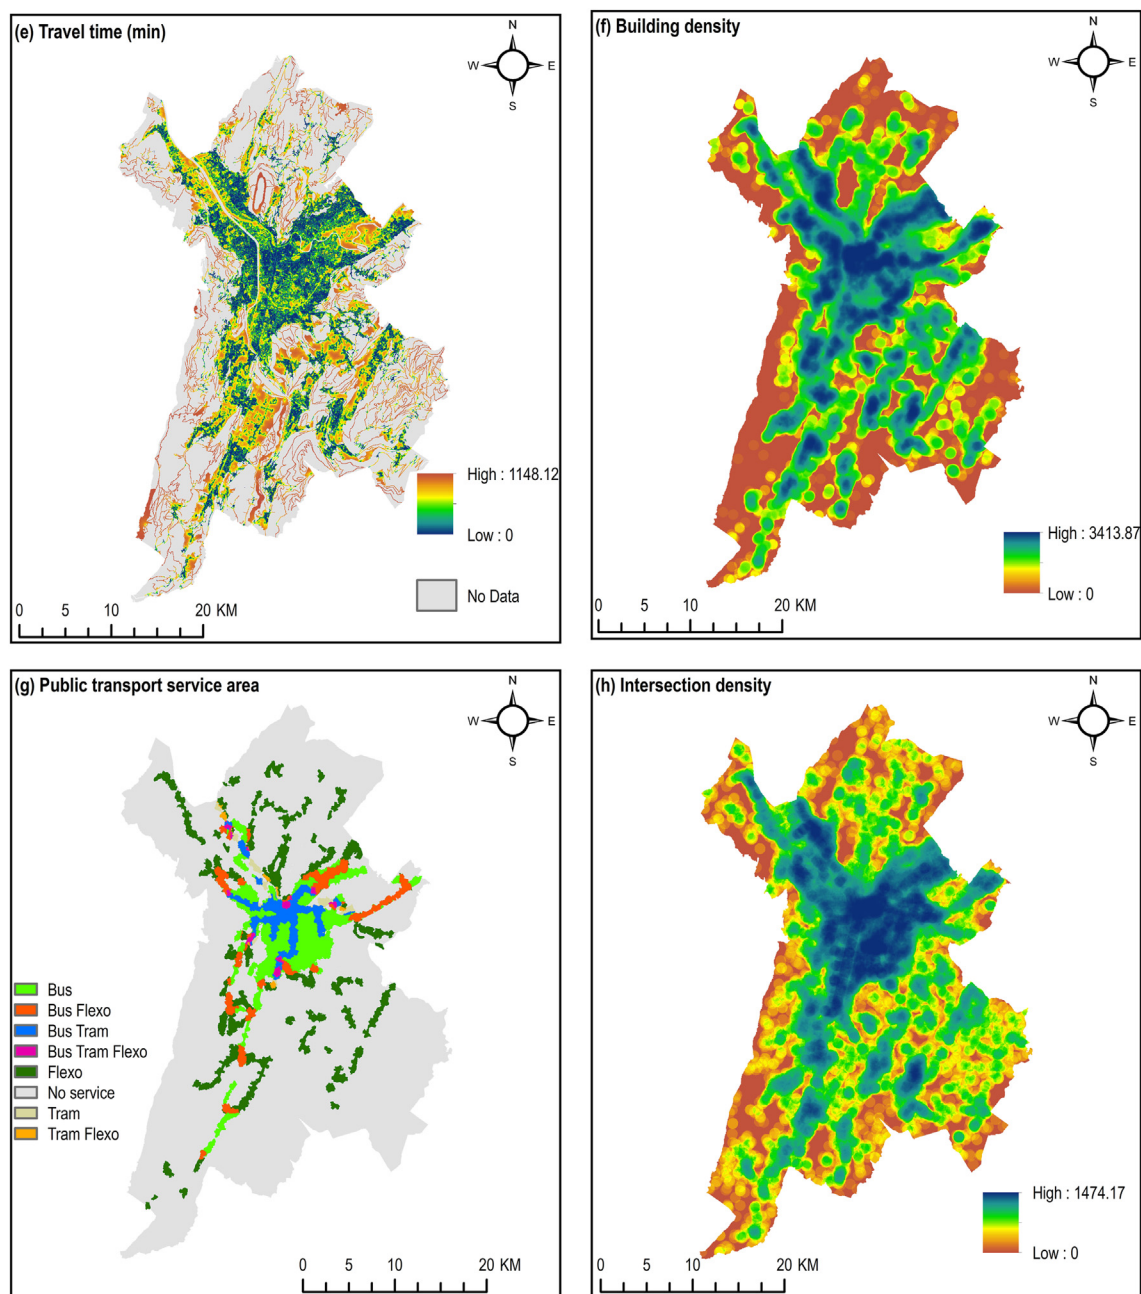 (e) Travel time (min)
N
W E
S
High : 1148.12
Low : 0
No Data
0 5 10 20 KM
(f) Building density
N
W E
S
High : 3413.87
Low : 0
0 5 10 20 KM
(g) Public transport service area
N
W E
S
Bus
Bus Flexo
Bus Tram
Bus Tram Flexo
Flexo
No service
Tram
Tram Flexo
0 5 10 20 KM
(h) Intersection density
N
W E
S
High : 1474.17
Low : 0
0 5 10 20 KM